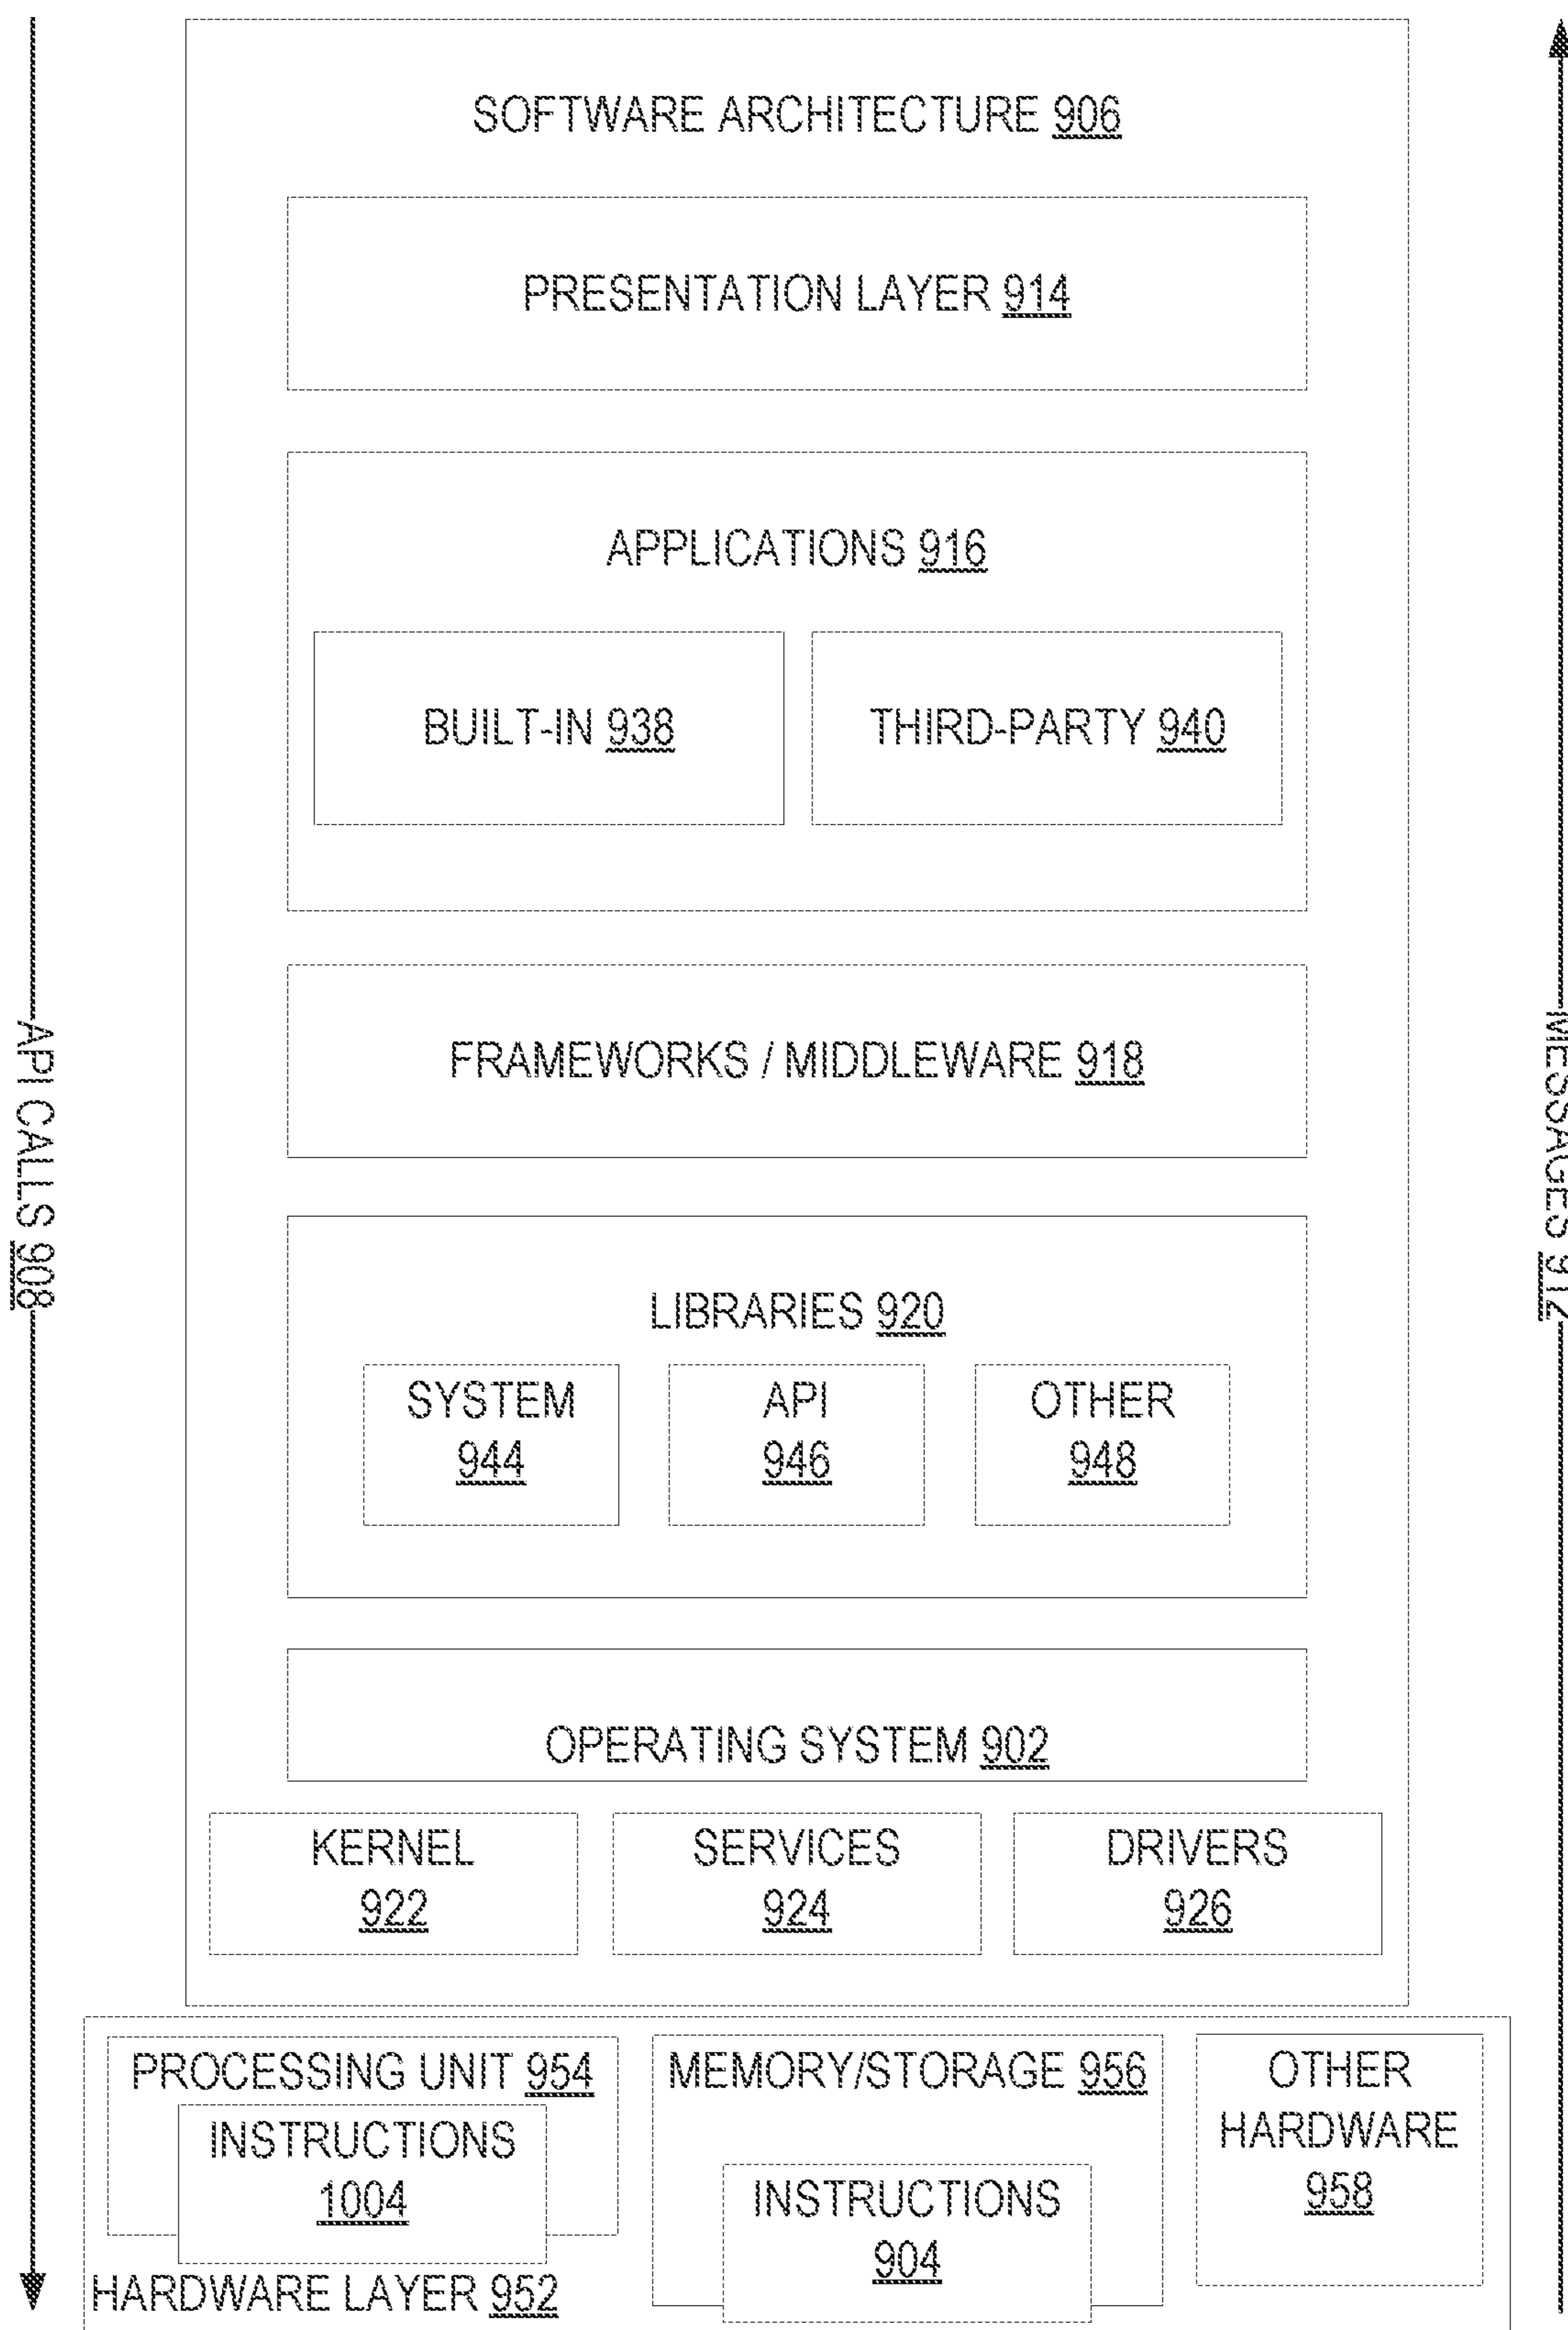 SOFTWARE ARCHITECTURE 906
PRESENTATION LAYER 914
APPLICATIONS 916
BUILT-IN 938
THIRD-PARTY 940
FRAMEWORKS / MIDDLEWARE 918
API CALLS 908
MESSAGES 912
LIBRARIES 920
SYSTEM
944
API
946
OTHER
948
OPERATING SYSTEM 902
KERNEL
922
SERVICES
924
DRIVERS
926
PROCESSING UNIT 954
INSTRUCTIONS
1004
MEMORY/STORAGE 956
INSTRUCTIONS
904
OTHER
HARDWARE
958
HARDWARE LAYER 952